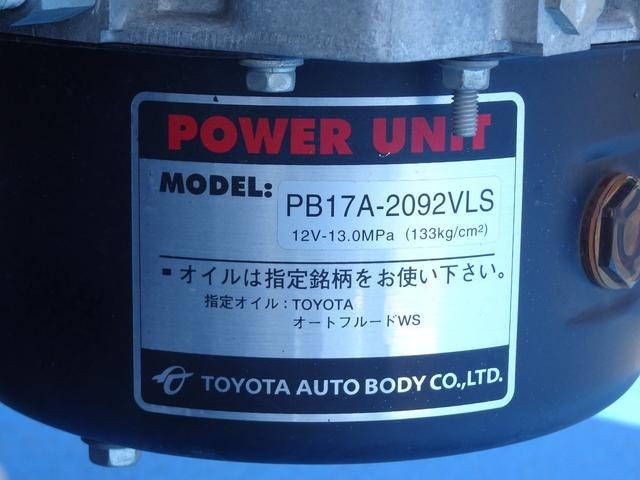 POWER UNIT
MODEL: PB17A-2092VLS
12V-13.0MPa (133kg/cm²)
▪オイルは指定銘柄をお使い下さい。
指定オイル：TOYOTA
オートフルードWS
TOYOTA AUTO BODY CO.,LTD.